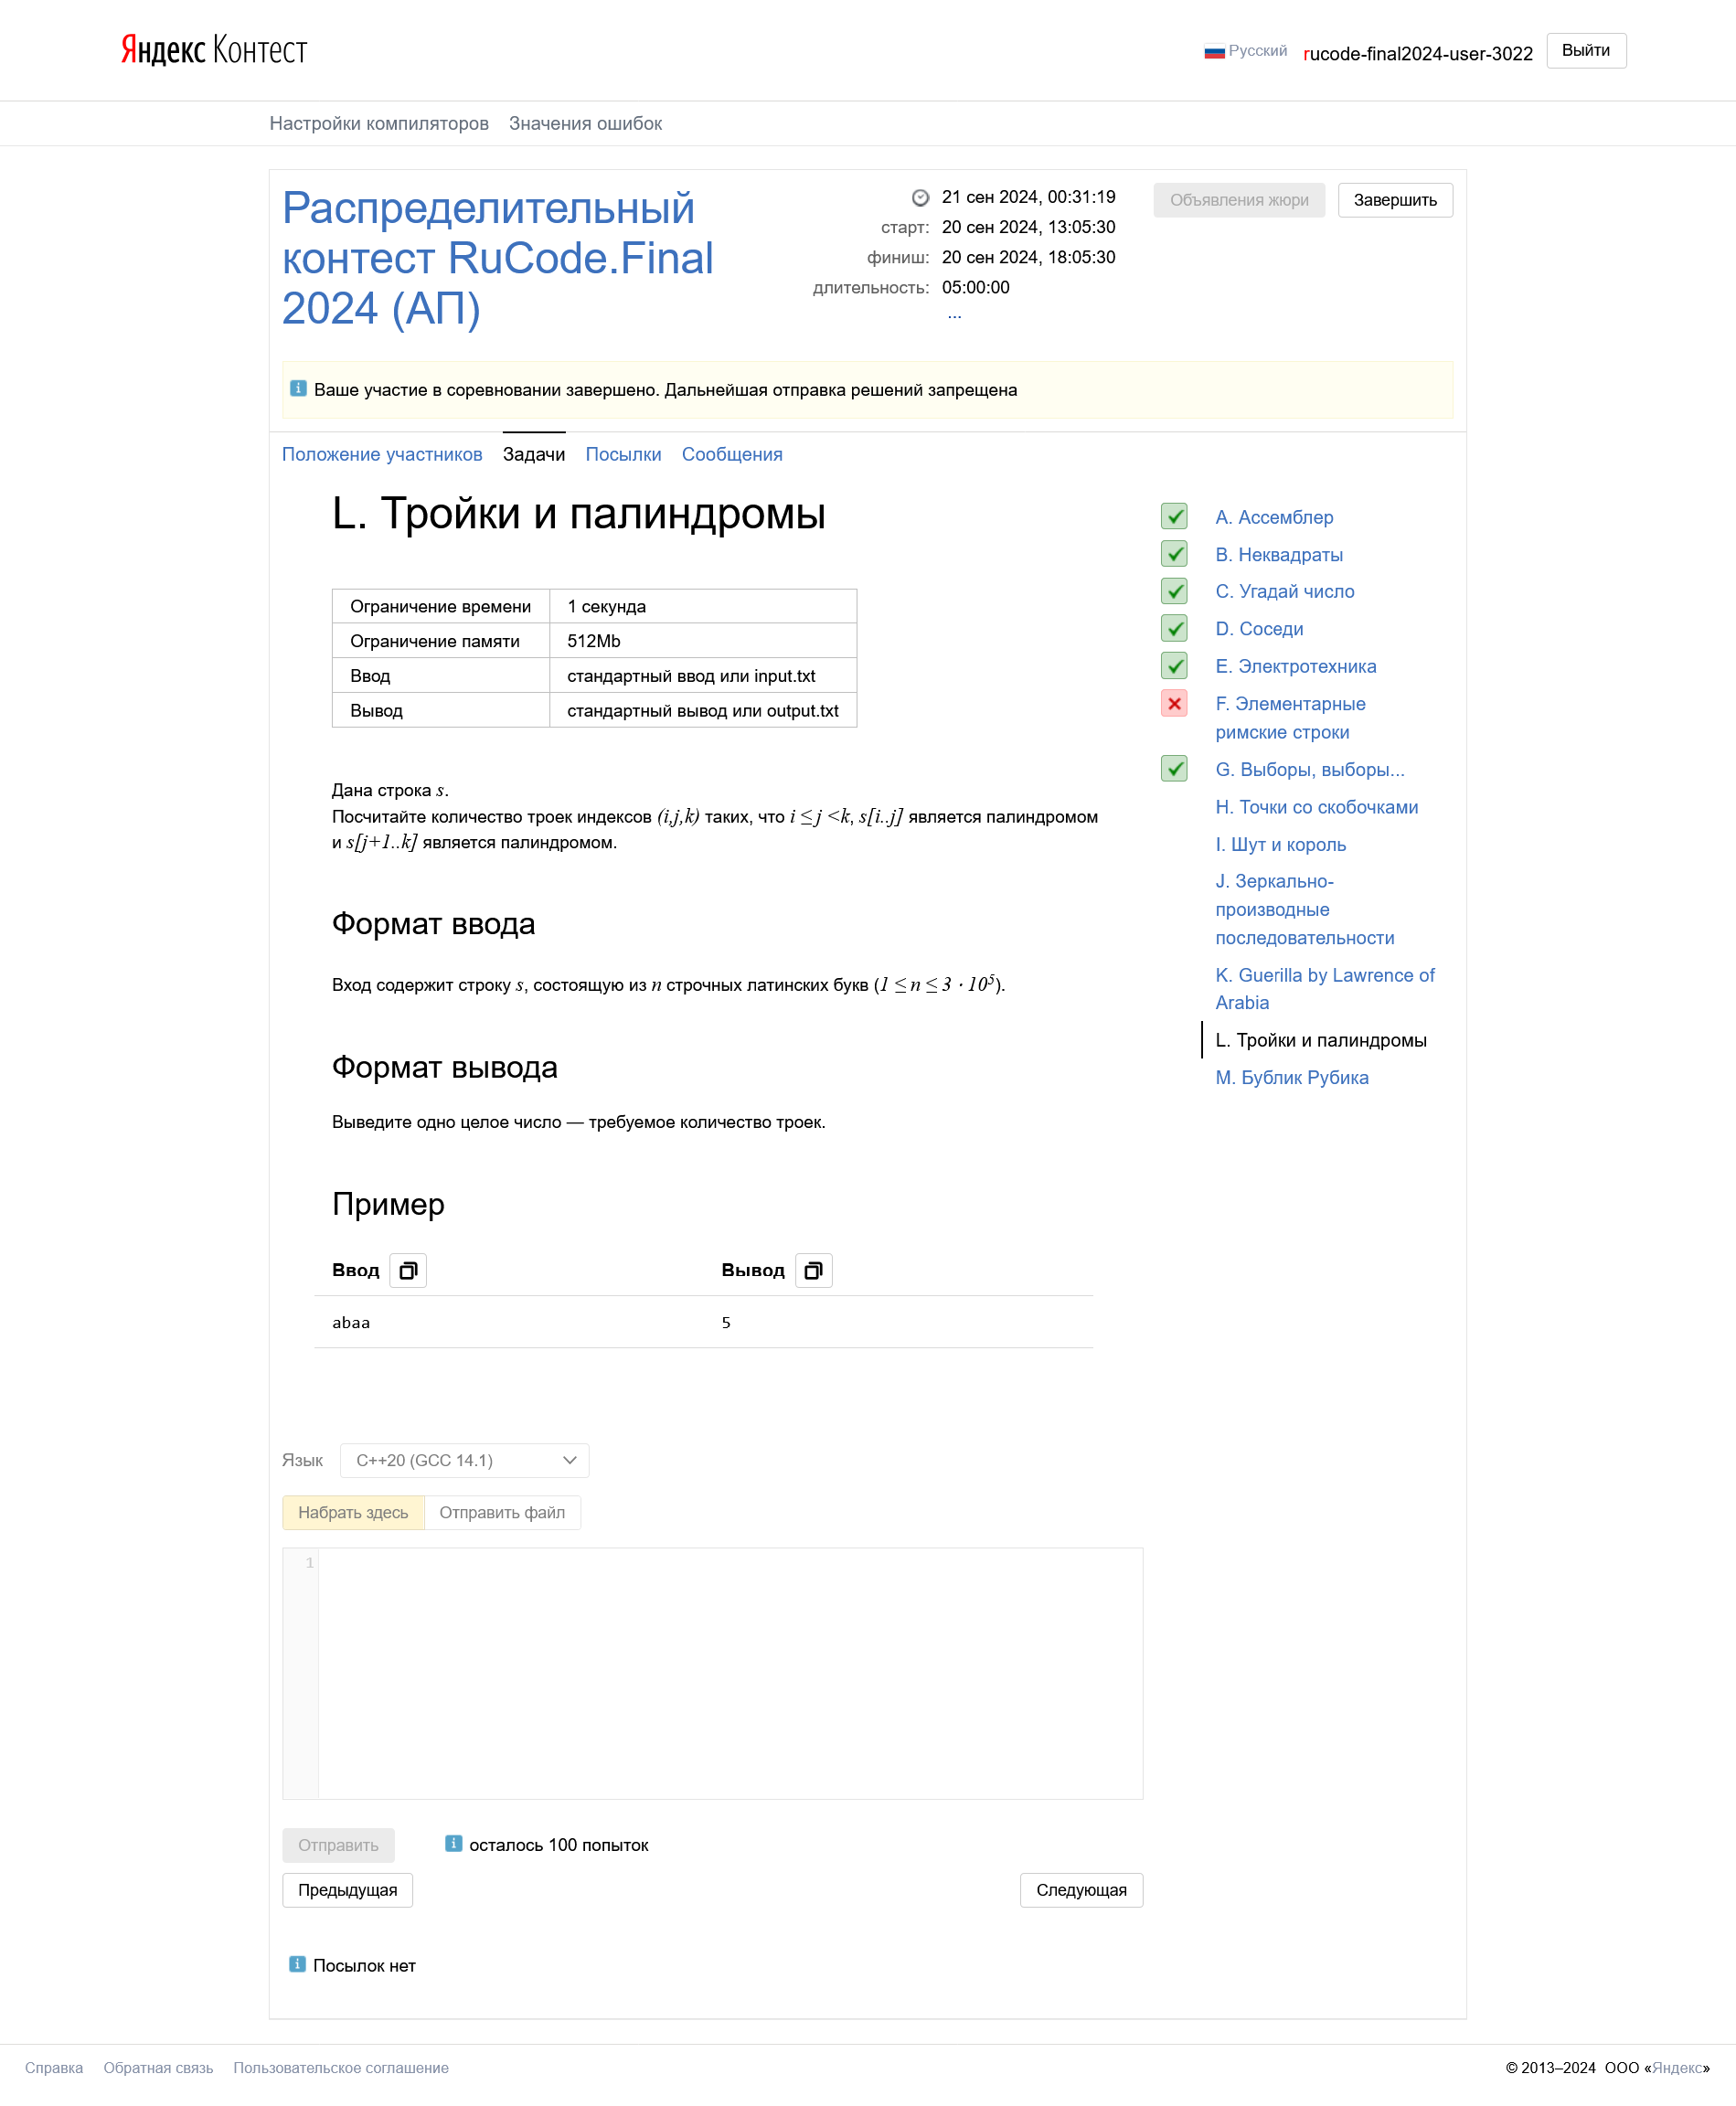 Яндекс Контест
Русский rucode-final2024-user-3022 Выйти
Настройки компиляторов Значения ошибок
Распределительный
контест RuCode.Final
2024 (АП)
21 сен 2024, 00:31:19
старт: 20 сен 2024, 13:05:30
финиш: 20 сен 2024, 18:05:30
длительность: 05:00:00
...
Объявления жюри Завершить
Ваше участие в соревновании завершено. Дальнейшая отправка решений запрещена
Положение участников Задачи Посылки Сообщения
L. Тройки и палиндромы
Ограничение времени 1 секунда
Ограничение памяти 512Mb
Ввод стандартный ввод или input.txt
Вывод стандартный вывод или output.txt
Дана строка s.
Посчитайте количество троек индексов (i,j,k) таких, что i ≤ j <k, s[i..j] является палиндромом
и s[j+1..k] является палиндромом.
Формат ввода
Вход содержит строку s, состоящую из n строчных латинских букв (1 ≤ n ≤ 3 · 10⁵).
Формат вывода
Выведите одно целое число — требуемое количество троек.
Пример
Ввод Вывод
abaa 5
Язык C++20 (GCC 14.1)
Набрать здесь Отправить файл
1
Отправить осталось 100 попыток
Предыдущая Следующая
Посылок нет
A. Ассемблер
B. Неквадраты
C. Угадай число
D. Соседи
E. Электротехника
F. Элементарные
римские строки
G. Выборы, выборы...
H. Точки со скобочками
I. Шут и король
J. Зеркально-
производные
последовательности
K. Guerilla by Lawrence of
Arabia
L. Тройки и палиндромы
M. Бублик Рубика
Справка Обратная связь Пользовательское соглашение © 2013–2024 ООО «Яндекс»